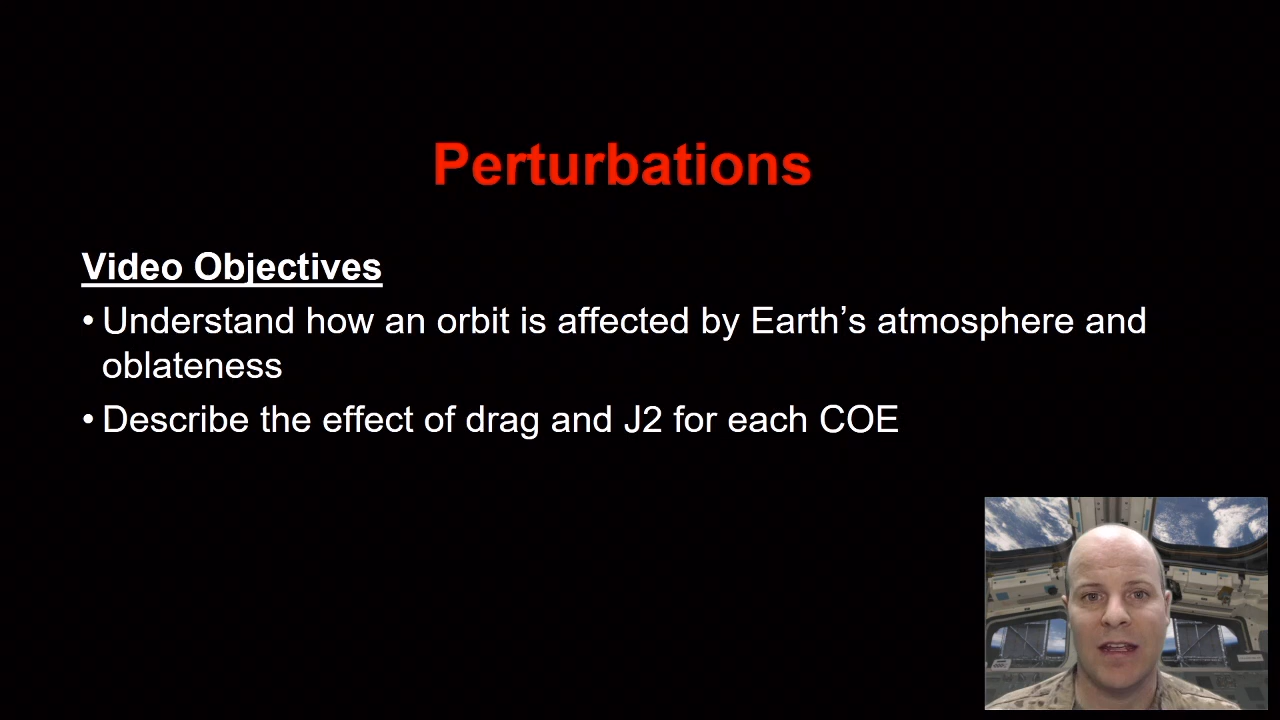 Perturbations
Video Objectives
• Understand how an orbit is affected by Earth’s atmosphere and
oblateness
• Describe the effect of drag and J2 for each COE